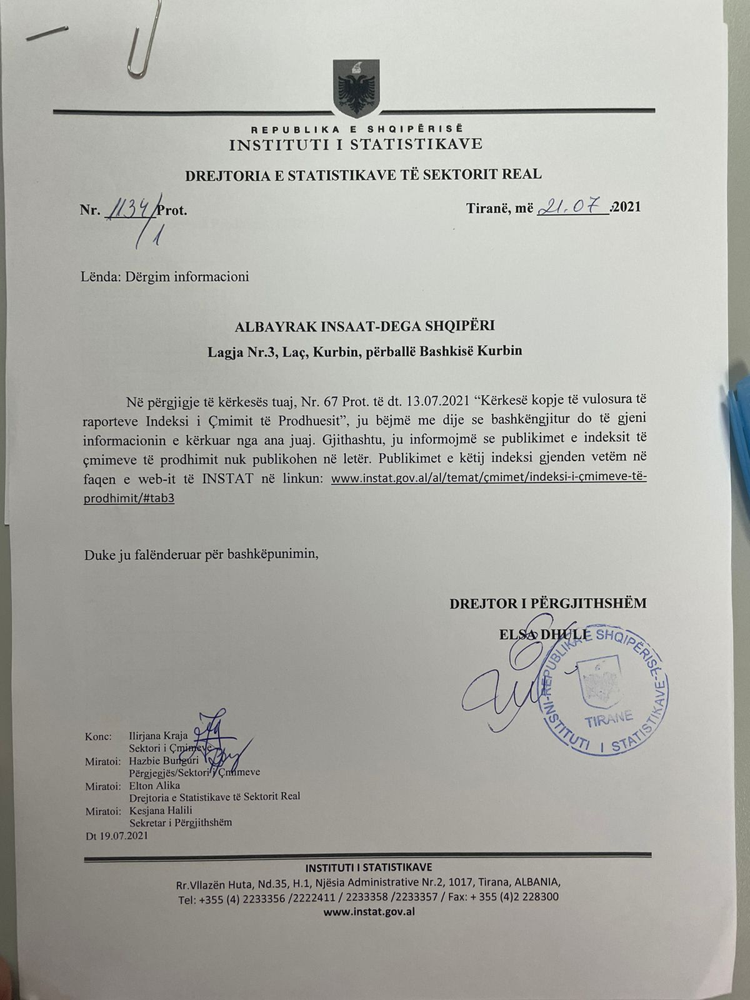 REPUBLIKA E SHQIPËRISË
INSTITUTI I STATISTIKAVE
DREJTORIA E STATISTIKAVE TË SEKTORIT REAL
Nr. 1134/1 Prot.
Tiranë, më 21.07.2021
Lënda: Dërgim informacioni
ALBAYRAK INSAAT-DEGA SHQIPËRI
Lagja Nr.3, Laç, Kurbin, përballë Bashkisë Kurbin
Në përgjigje të kërkesës tuaj, Nr. 67 Prot. të dt. 13.07.2021 “Kërkesë kopje të vulosura të
raporteve Indeksi i Çmimit të Prodhuesit”, ju bëjmë me dije se bashkëngjitur do të gjeni
informacionin e kërkuar nga ana juaj. Gjithashtu, ju informojmë se publikimet e indeksit të
çmimeve të prodhimit nuk publikohen në letër. Publikimet e këtij indeksi gjenden vetëm në
faqen e web-it të INSTAT në linkun: www.instat.gov.al/al/temat/çmimet/indeksi-i-çmimeve-të-
prodhimit/#tab3
Duke ju falënderuar për bashkëpunimin,
DREJTOR I PËRGJITHSHËM
ELSA DHULI
REPUBLIKA E SHQIPËRISË-INSTITUTI I STATISTIKAVE
TIRANE
Konc: Ilirjana Kraja
Sektori i Çmimeve
Miratoi: Hazbie Bunguri
Përgjegjës/Sektori i Çmimeve
Miratoi: Elton Alika
Drejtoria e Statistikave të Sektorit Real
Miratoi: Kesjana Halili
Sekretar i Përgjithshëm
Dt 19.07.2021
INSTITUTI I STATISTIKAVE
Rr.Vllazën Huta, Nd.35, H.1, Njësia Administrative Nr.2, 1017, Tirana, ALBANIA,
Tel: +355 (4) 2233356 /2222411 / 2233358 /2233357 / Fax: + 355 (4)2 228300
www.instat.gov.al